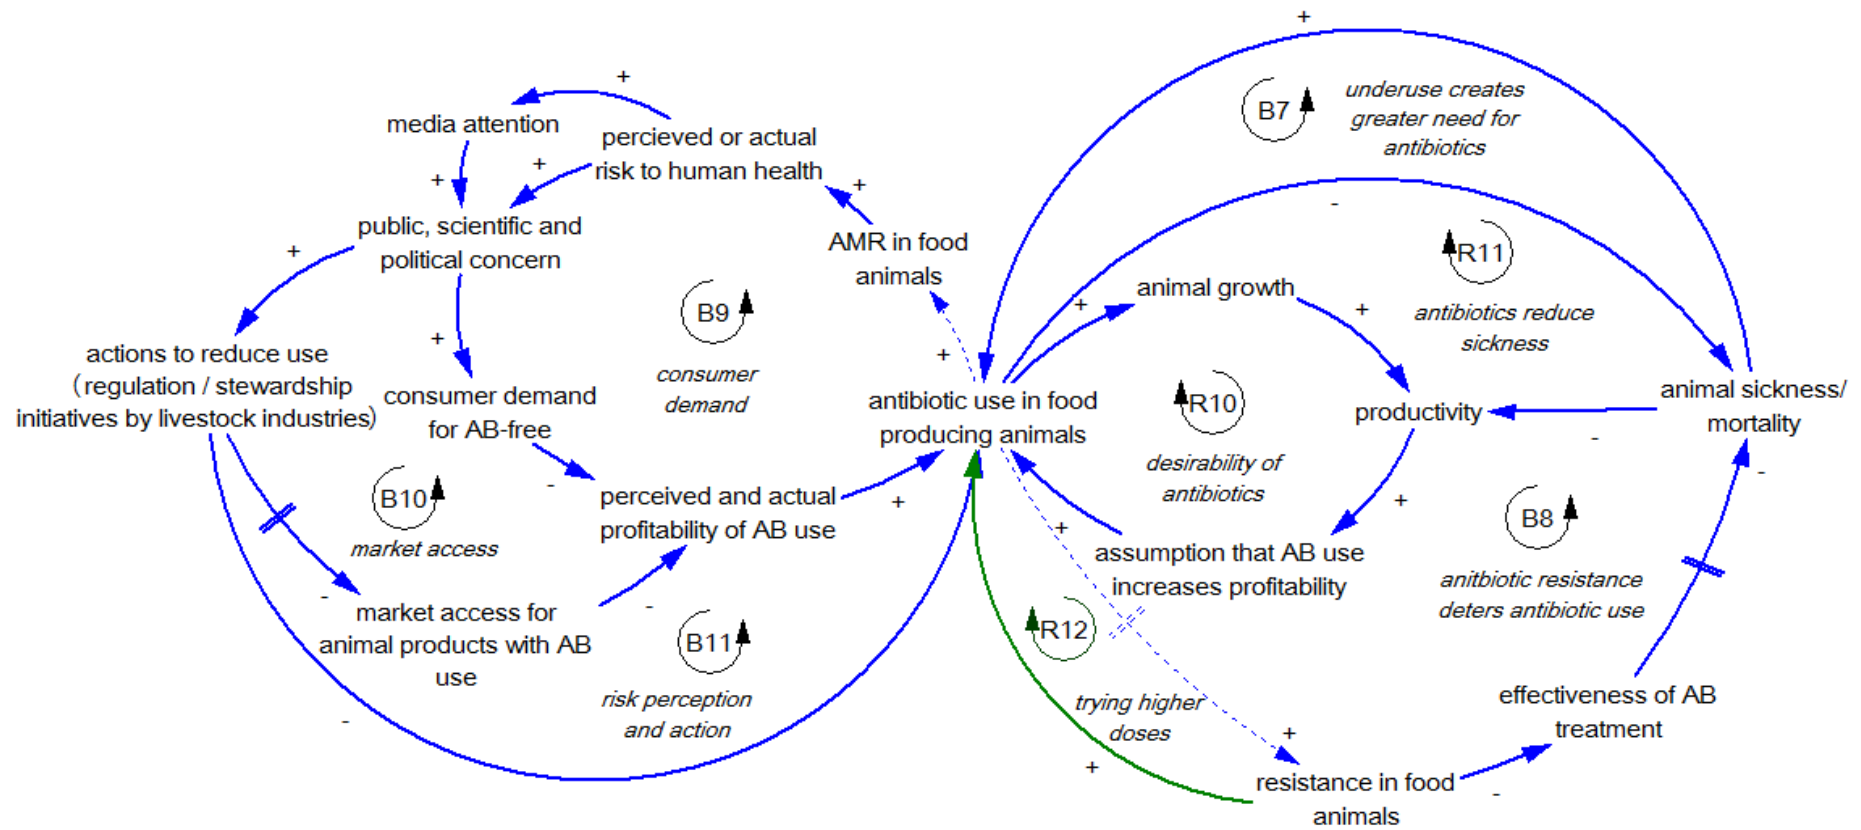 +
B7
underuse creates
greater need for
antibiotics
+
media attention
percieved or actual
risk to human health
+
+
+
-
public, scientific and
political concern
+
AMR in food
animals
R11
antibiotics reduce
sickness
animal growth
+
+
B9
consumer
demand
+
+
actions to reduce use
(regulation / stewardship
initiatives by livestock industries)
consumer demand
for AB-free
antibiotic use in food
producing animals
R10
desirability of
antibiotics
productivity
animal sickness/
mortality
-
-
B10
market access
perceived and actual
profitability of AB use
+
+
+
-
B8
anitbiotic resistance
deters antibiotic use
assumption that AB use
increases profitability
-
-
market access for
animal products with AB
use
B11
risk perception
and action
R12
trying higher
doses
effectiveness of AB
treatment
-
+
+
resistance in food
animals
-